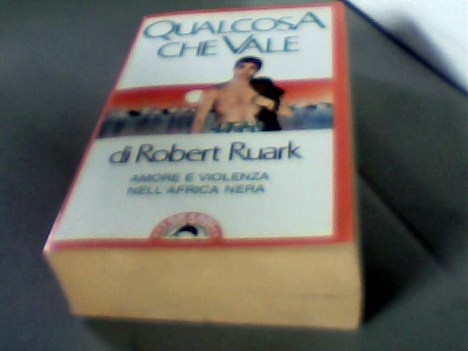 QUALCOSA
CHE VALE
di Robert Ruark
AMORE E VIOLENZA
NELL'AFRICA NERA